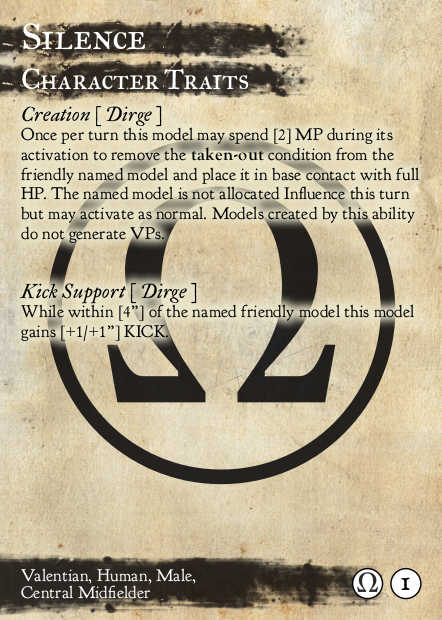 Silence
Character Traits
Creation [ Dirge ]
Once per turn this model may spend [2] MP during its
activation to remove the taken-out condition from the
friendly named model and place it in base contact with full
HP. The named model is not allocated Influence this turn
but may activate as normal. Models created by this ability
do not generate VPs.
Kick Support [ Dirge ]
While within [4"] of the named friendly model this model
gains [+1/+1"] KICK.
Valentian, Human, Male,
Central Midfielder
Ω 1